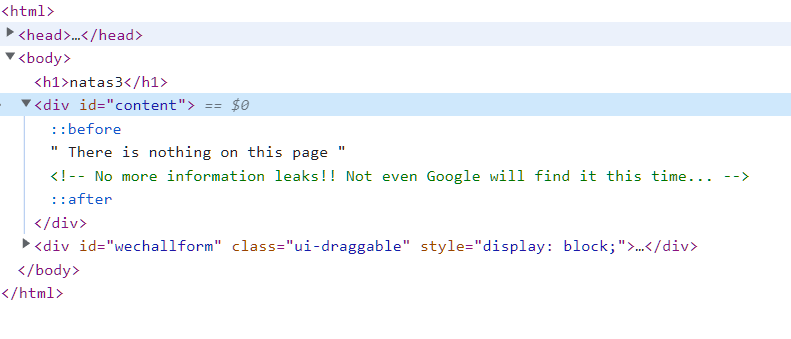 <html>
<head>…</head>
<body>
<h1>natas3</h1>
<div id="content"> == $0
::before
" There is nothing on this page "
<!-- No more information leaks!! Not even Google will find it this time... -->
::after
</div>
<div id="wechallform" class="ui-draggable" style="display: block;">…</div>
</body>
</html>